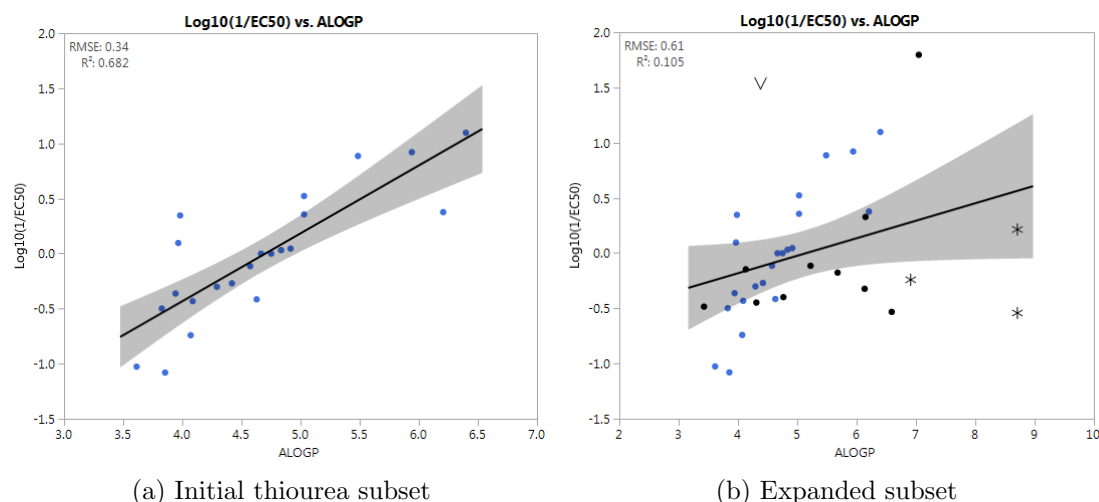 Log10(1/EC50) vs. ALOGP
RMSE: 0.34
R²: 0.682
2.0
1.5
1.0
0.5
0.0
-0.5
-1.0
-1.5
Log10(1/EC50)
3.0 3.5 4.0 4.5 5.0 5.5 6.0 6.5 7.0
ALOGP
(a) Initial thiourea subset
Log10(1/EC50) vs. ALOGP
RMSE: 0.61
R²: 0.105
2.0
1.5
1.0
0.5
0.0
-0.5
-1.0
-1.5
Log10(1/EC50)
2 3 4 5 6 7 8 9 10
ALOGP
(b) Expanded subset